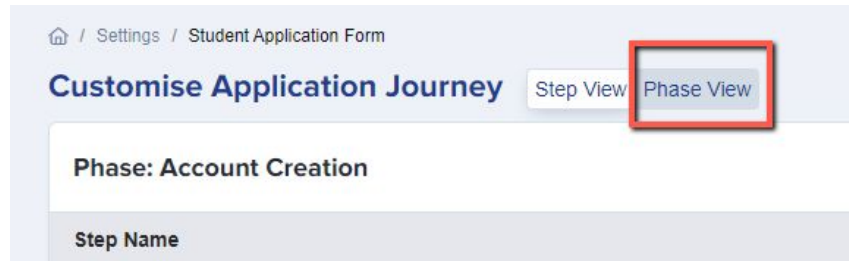 / Settings / Student Application Form
Customise Application Journey Step View Phase View
Phase: Account Creation
Step Name